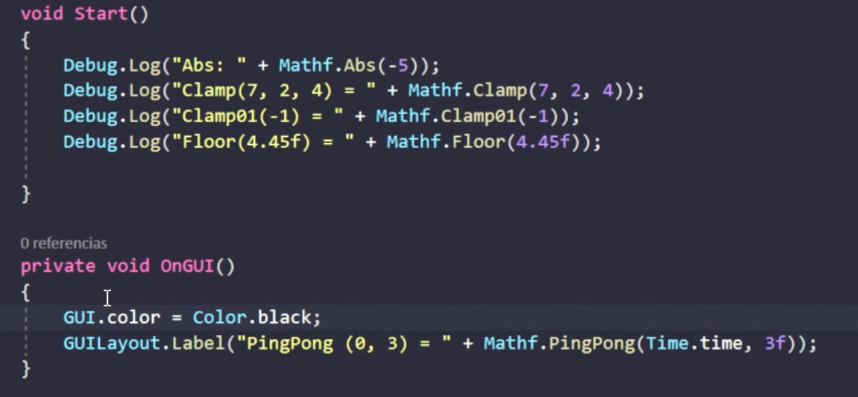 void Start()
{
Debug.Log("Abs: " + Mathf.Abs(-5));
Debug.Log("Clamp(7, 2, 4) = " + Mathf.Clamp(7, 2, 4));
Debug.Log("Clamp01(-1) = " + Mathf.Clamp01(-1));
Debug.Log("Floor(4.45f) = " + Mathf.Floor(4.45f));
}
0 referencias
private void OnGUI()
{
GUI.color = Color.black;
GUILayout.Label("PingPong (0, 3) = " + Mathf.PingPong(Time.time, 3f));
}